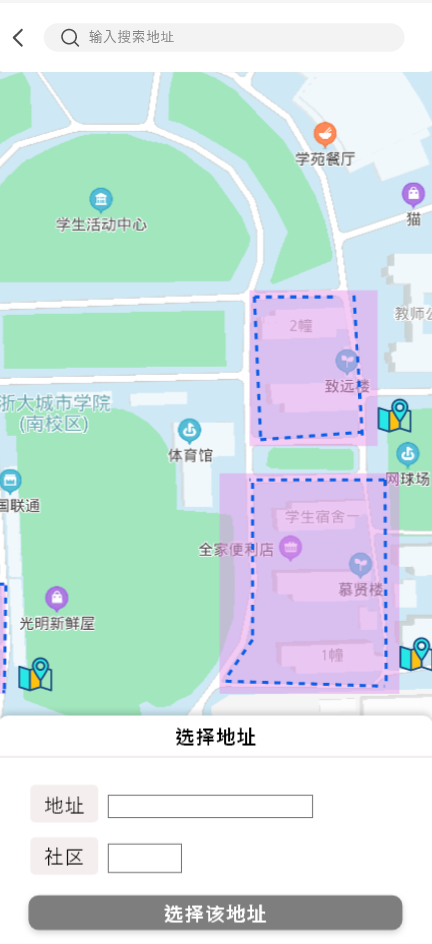 输入搜索地址
学苑餐厅
猫
学生活动中心
2幢
教师公
致远楼
浙大城市学院
(南校区)
体育馆
网球场
国联通
学生宿舍一
全家便利店
慕贤楼
光明新鲜屋
1幢
选择地址
地址
社区
选择该地址